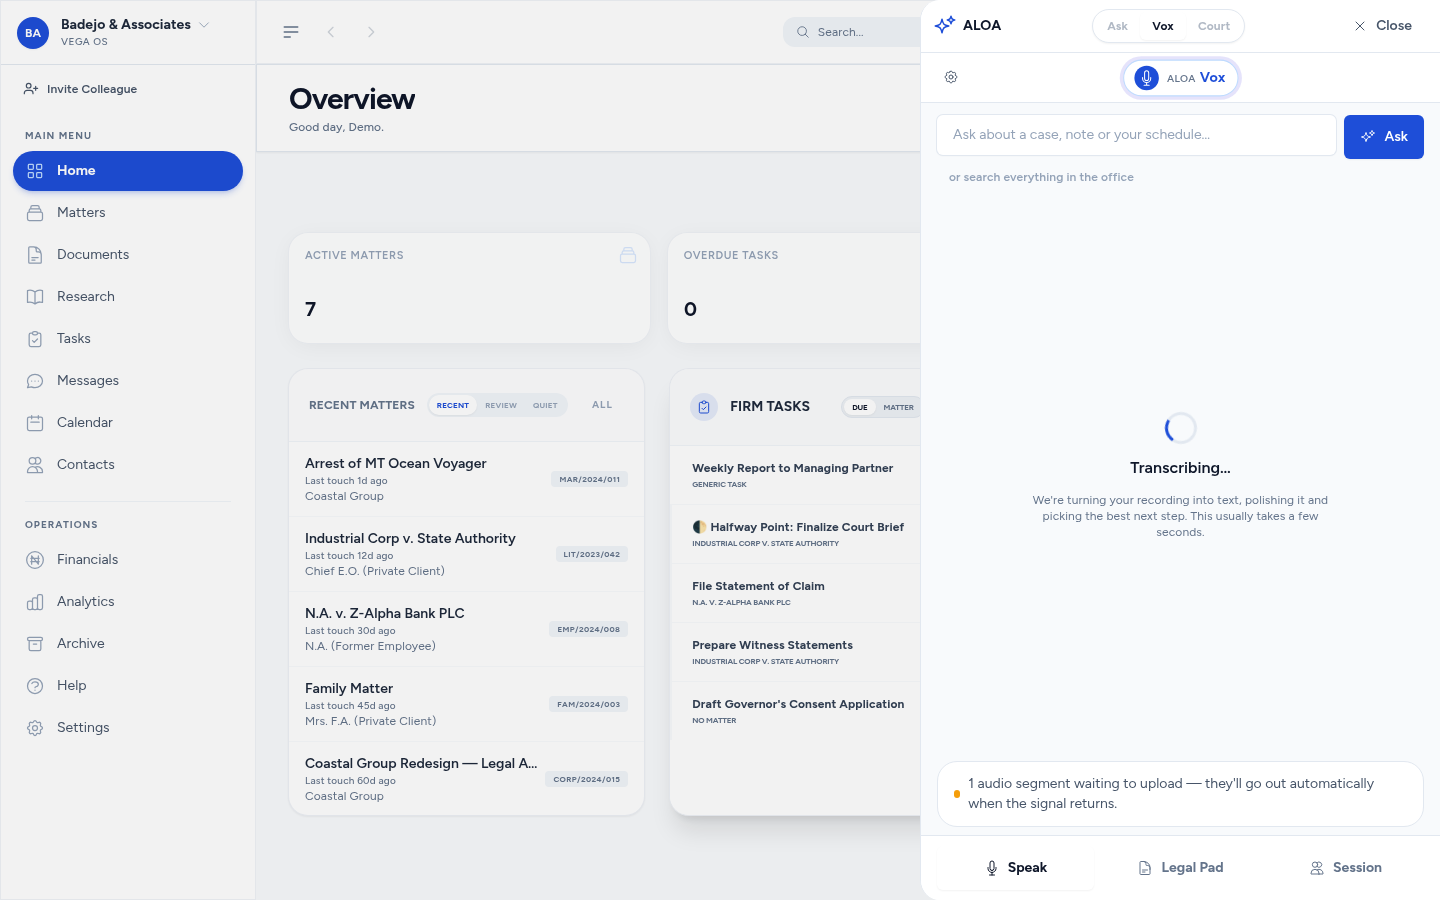 BA
Badejo & Associates
VEGA OS
Invite Colleague
MAIN MENU
Home
Matters
Documents
Research
Tasks
Messages
Calendar
Contacts
OPERATIONS
Financials
Analytics
Archive
Help
Settings
Search...
Overview
Good day, Demo.
ACTIVE MATTERS
7
OVERDUE TASKS
0
RECENT MATTERS
RECENT
REVIEW
QUIET
ALL
Arrest of MT Ocean Voyager
Last touch 1d ago
Coastal Group
MAR/2024/011
Industrial Corp v. State Authority
Last touch 12d ago
Chief E.O. (Private Client)
LIT/2023/042
N.A. v. Z-Alpha Bank PLC
Last touch 30d ago
N.A. (Former Employee)
EMP/2024/008
Family Matter
Last touch 45d ago
Mrs. F.A. (Private Client)
FAM/2024/003
Coastal Group Redesign — Legal A...
Last touch 60d ago
Coastal Group
CORP/2024/015
FIRM TASKS
DUE
MATTER
Weekly Report to Managing Partner
GENERIC TASK
🌓 Halfway Point: Finalize Court Brief
INDUSTRIAL CORP V. STATE AUTHORITY
File Statement of Claim
N.A. V. Z-ALPHA BANK PLC
Prepare Witness Statements
INDUSTRIAL CORP V. STATE AUTHORITY
Draft Governor's Consent Application
NO MATTER
ALOA
Ask
Vox
Court
Close
ALOA Vox
Ask about a case, note or your schedule...
Ask
or search everything in the office
Transcribing...
We're turning your recording into text, polishing it and
picking the best next step. This usually takes a few
seconds.
1 audio segment waiting to upload — they'll go out automatically
when the signal returns.
Speak
Legal Pad
Session